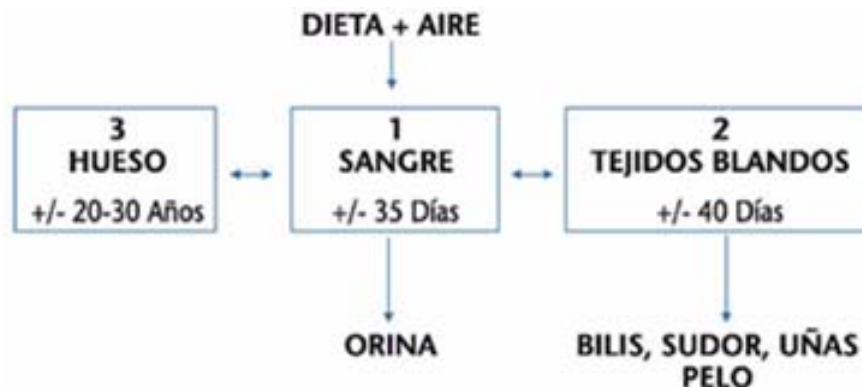 DIETA + AIRE
3
HUESO
+/- 20-30 Años
1
SANGRE
+/- 35 Días
2
TEJIDOS BLANDOS
+/- 40 Días
ORINA
BILIS, SUDOR, UÑAS
PELO